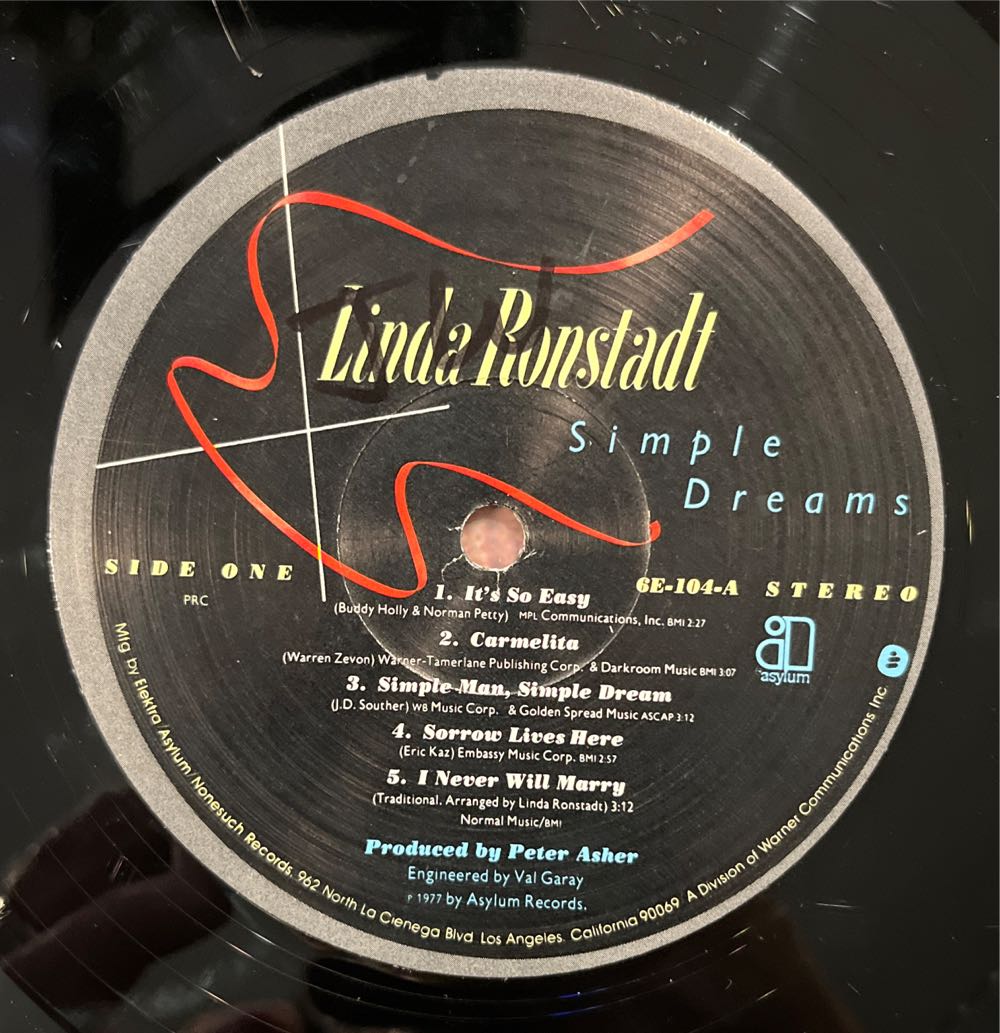 Linda Ronstadt
Simple
Dreams
SIDE ONE
PRC
6E-104-A STEREO
asylum
1. It's So Easy
(Buddy Holly & Norman Petty) MPL Communications, Inc. BMI 2:27
2. Carmelita
(Warren Zevon) Warner-Tamerlane Publishing Corp. & Darkroom Music BMI 3:07
3. Simple Man, Simple Dream
(J.D. Souther) WB Music Corp. & Golden Spread Music ASCAP 3:12
4. Sorrow Lives Here
(Eric Kaz) Embassy Music Corp. BMI 2:57
5. I Never Will Marry
(Traditional. Arranged by Linda Ronstadt) 3:12
Normal Music/BMI
Produced by Peter Asher
Engineered by Val Garay
℗ 1977 by Asylum Records.
Mfg. by Elektra/Asylum/Nonesuch Records, 962 North La Cienega Blvd. Los Angeles. California 90069 A Division of Warner Communications Inc.